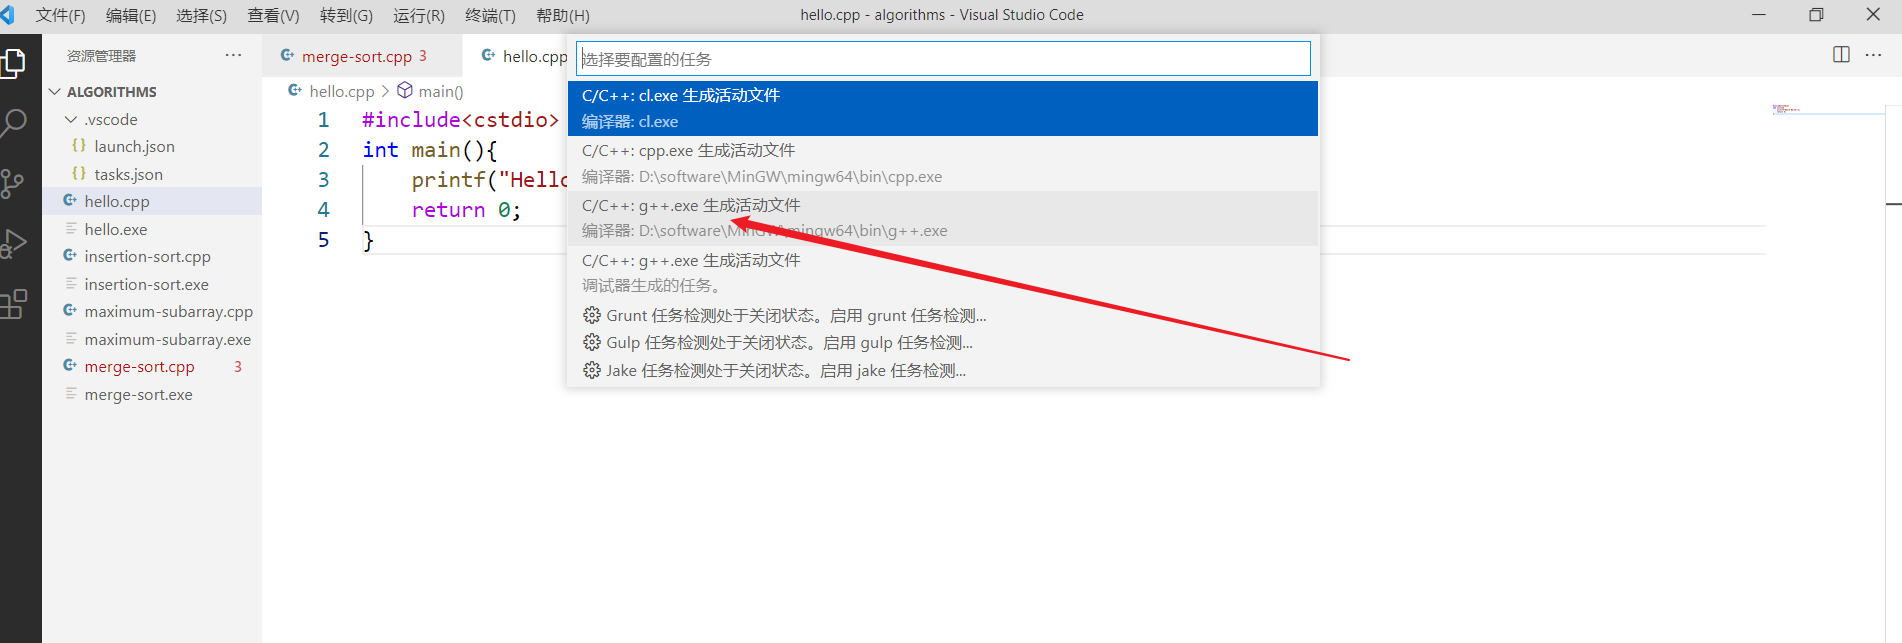 文件(F) 编辑(E) 选择(S) 查看(V) 转到(G) 运行(R) 终端(T) 帮助(H) hello.cpp - algorithms - Visual Studio Code
资源管理器 ···
ALGORITHMS
.vscode
launch.json
tasks.json
hello.cpp
hello.exe
insertion-sort.cpp
insertion-sort.exe
maximum-subarray.cpp
maximum-subarray.exe
merge-sort.cpp 3
merge-sort.exe
merge-sort.cpp 3 hello.cpp
hello.cpp > main()
1 #include<cstdio>
2 int main(){
3 printf("Hello
4 return 0;
5 }
选择要配置的任务
C/C++: cl.exe 生成活动文件
编译器: cl.exe
C/C++: cpp.exe 生成活动文件
编译器: D:\software\MinGW\mingw64\bin\cpp.exe
C/C++: g++.exe 生成活动文件
编译器: D:\software\MinGW\mingw64\bin\g++.exe
C/C++: g++.exe 生成活动文件
调试器生成的任务。
Grunt 任务检测处于关闭状态。启用 grunt 任务检测...
Gulp 任务检测处于关闭状态。启用 gulp 任务检测...
Jake 任务检测处于关闭状态。启用 jake 任务检测...